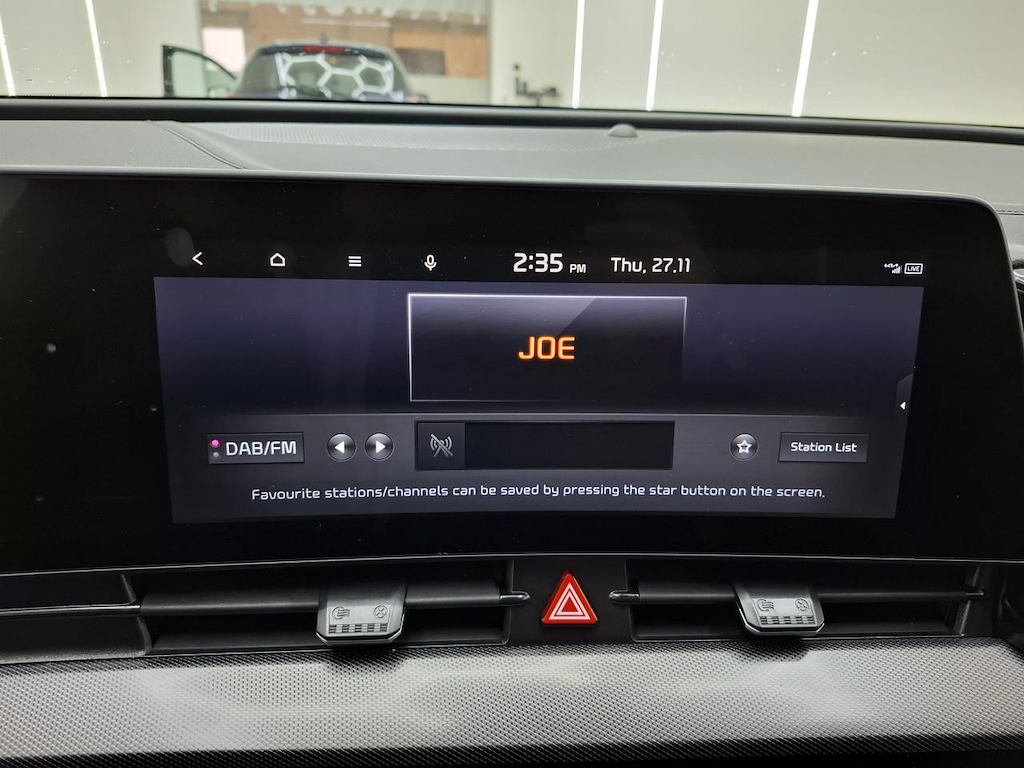 2:35 PM Thu, 27.11 KIA LIVE
JOE
DAB/FM
Station List
Favourite stations/channels can be saved by pressing the star button on the screen.